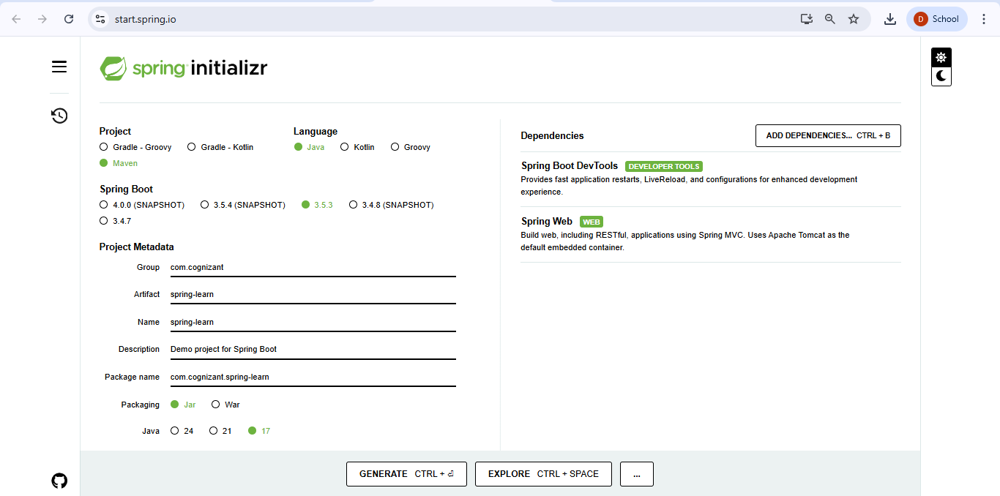 start.spring.io
D School
spring initializr
Project
Gradle - Groovy Gradle - Kotlin
Maven
Language
Java Kotlin Groovy
Spring Boot
4.0.0 (SNAPSHOT) 3.5.4 (SNAPSHOT) 3.5.3 3.4.8 (SNAPSHOT)
3.4.7
Project Metadata
Group com.cognizant
Artifact spring-learn
Name spring-learn
Description Demo project for Spring Boot
Package name com.cognizant.spring-learn
Packaging Jar War
Java 24 21 17
Dependencies ADD DEPENDENCIES... CTRL + B
Spring Boot DevTools DEVELOPER TOOLS
Provides fast application restarts, LiveReload, and configurations for enhanced development
experience.
Spring Web WEB
Build web, including RESTful, applications using Spring MVC. Uses Apache Tomcat as the
default embedded container.
GENERATE CTRL + ⏎ EXPLORE CTRL + SPACE ...